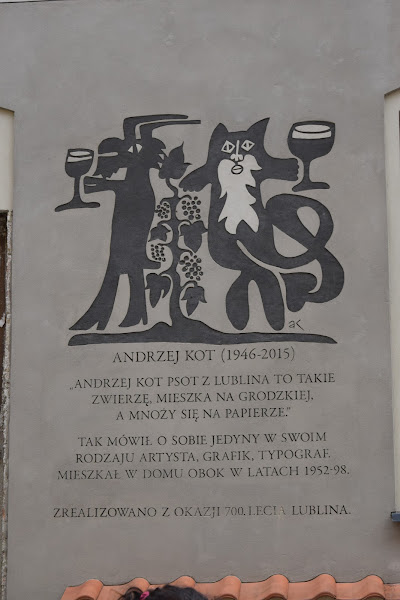 AK
ANDRZEJ KOT (1946-2015)
„ANDRZEJ KOT PSOT Z LUBLINA TO TAKIE
ZWIERZĘ, MIESZKA NA GRODZKIEJ,
A MNOŻY SIĘ NA PAPIERZE.”
TAK MÓWIŁ O SOBIE JEDYNY W SWOIM
RODZAJU ARTYSTA, GRAFIK, TYPOGRAF.
MIESZKAŁ W DOMU OBOK W LATACH 1952-98.
ZREALIZOWANO Z OKAZJI 700.LECIA LUBLINA.